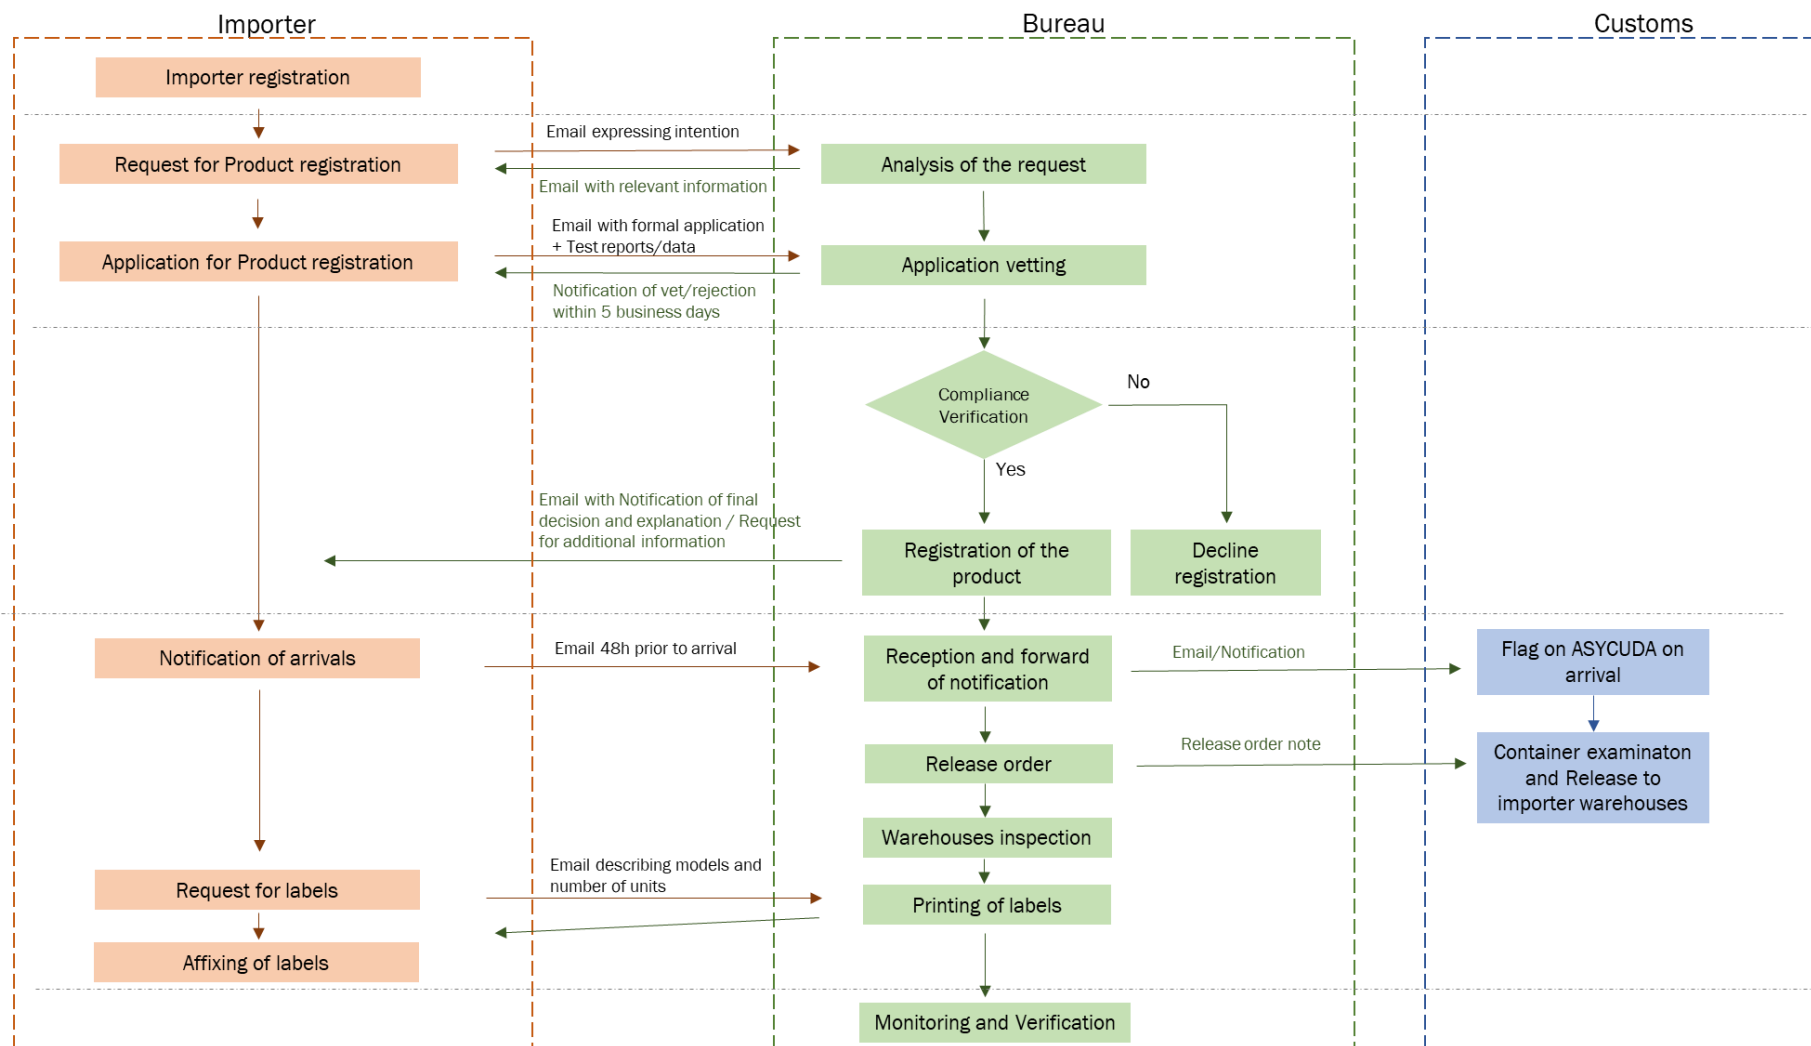 Importer
Bureau
Customs
Importer registration
Email expressing intention
Request for Product registration
Analysis of the request
Email with relevant information
Email with formal application
+ Test reports/data
Application for Product registration
Application vetting
Notification of vet/rejection
within 5 business days
No
Compliance
Verification
Yes
Email with Notification of final
decision and explanation / Request
for additional information
Registration of the
product
Decline
registration
Notification of arrivals
Email 48h prior to arrival
Reception and forward
of notification
Email/Notification
Flag on ASYCUDA on
arrival
Release order
Release order note
Container examinaton
and Release to
importer warehouses
Warehouses inspection
Email describing models and
number of units
Request for labels
Printing of labels
Affixing of labels
Monitoring and Verification